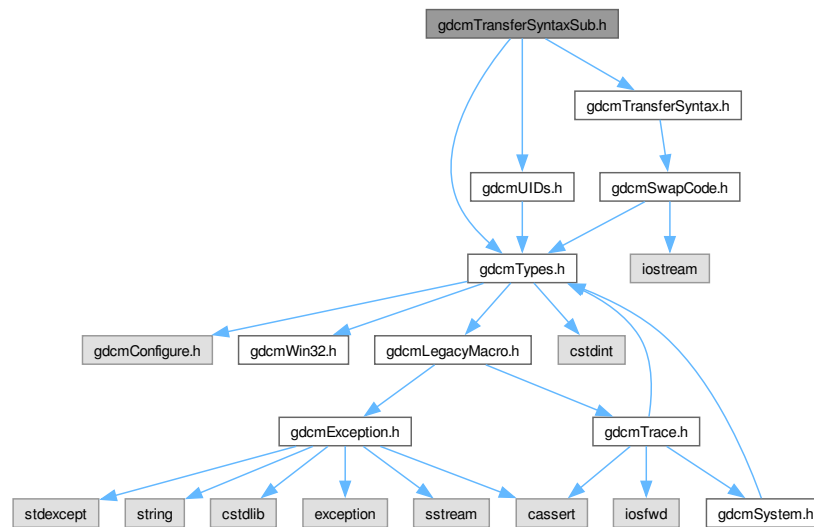 gdcmTransferSyntaxSub.h
gdcmTransferSyntax.h
gdcmUIDs.h
gdcmSwapCode.h
gdcmTypes.h
iostream
gdcmConfigure.h
gdcmWin32.h
gdcmLegacyMacro.h
cstdint
gdcmException.h
gdcmTrace.h
stdexcept
string
cstdlib
exception
sstream
cassert
iosfwd
gdcmSystem.h